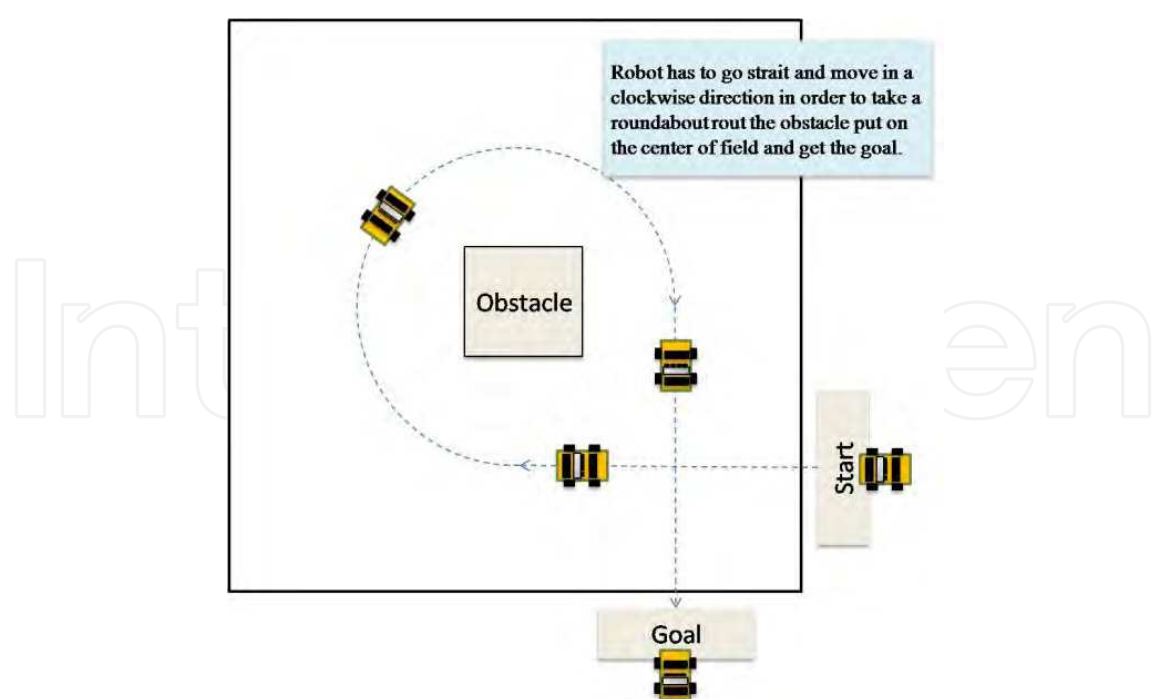 Robot has to go strait and move in a
clockwise direction in order to take a
roundabout rout the obstacle put on
the center of field and get the goal.
Obstacle
Start
Goal